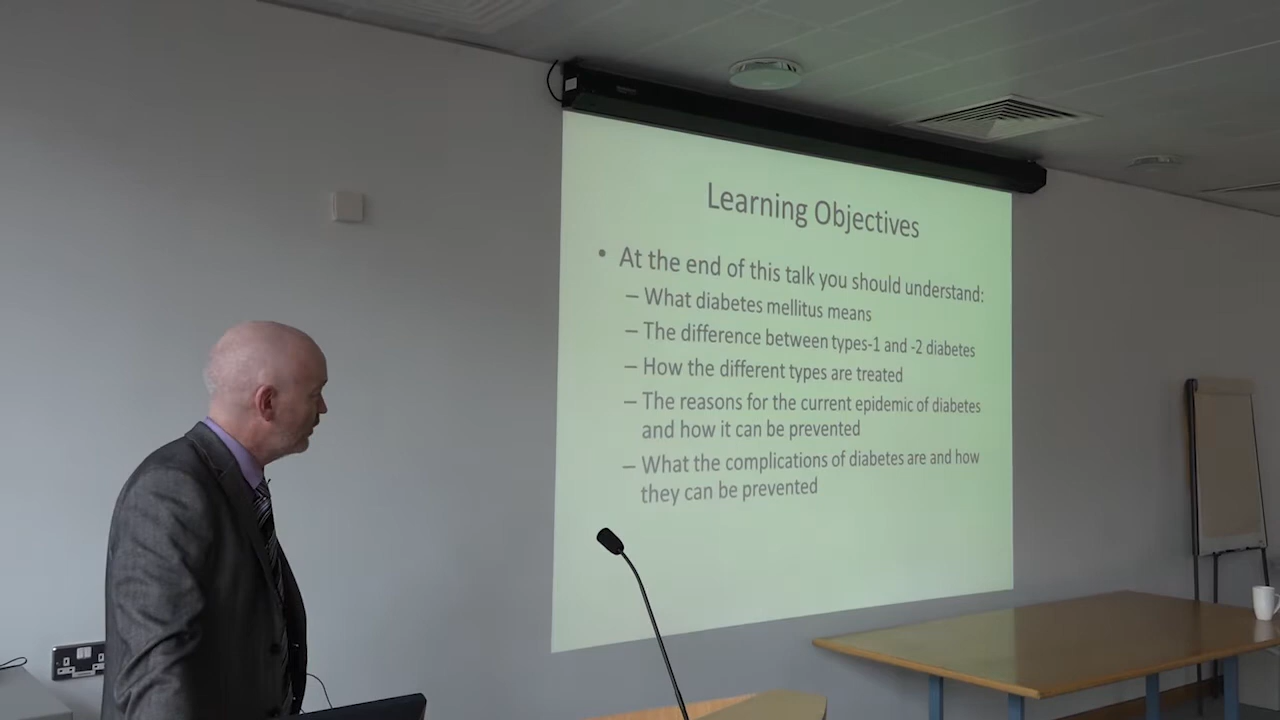 Learning Objectives
• At the end of this talk you should understand:
– What diabetes mellitus means
– The difference between types-1 and -2 diabetes
– How the different types are treated
– The reasons for the current epidemic of diabetes
and how it can be prevented
– What the complications of diabetes are and how
they can be prevented